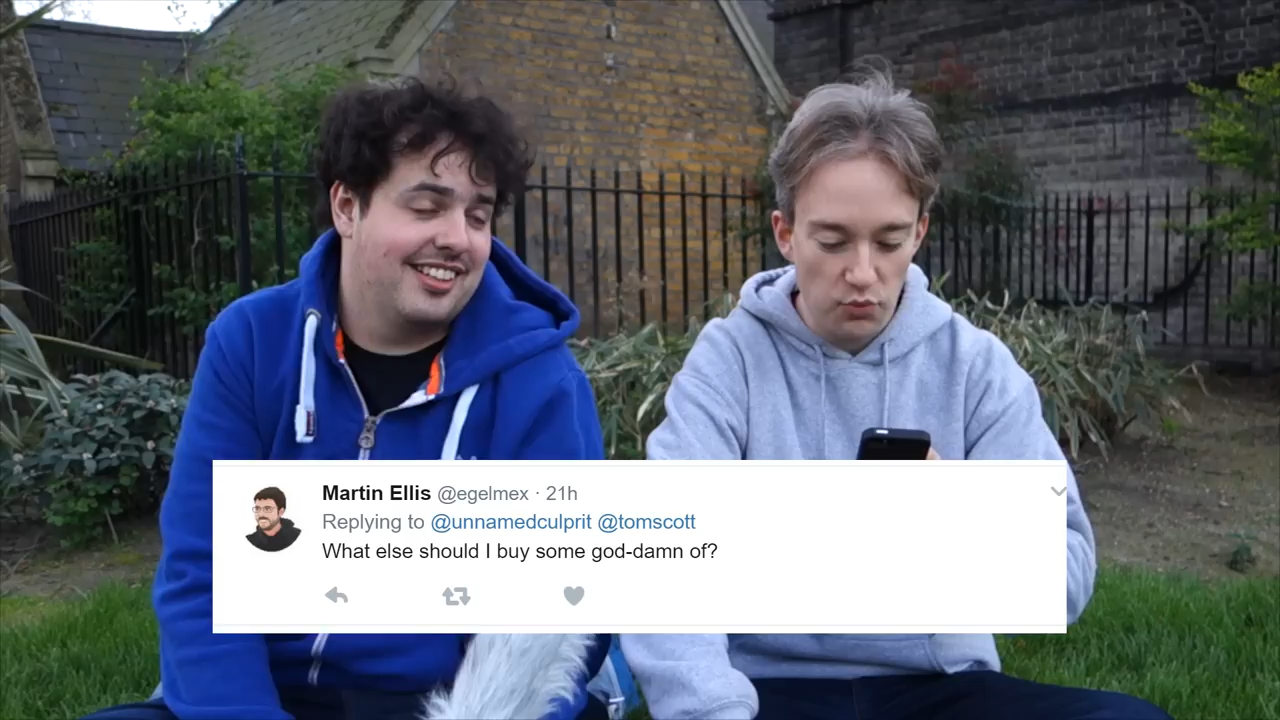 Martin Ellis @egelmex · 21h
Replying to @unnamedculprit @tomscott
What else should I buy some god-damn of?